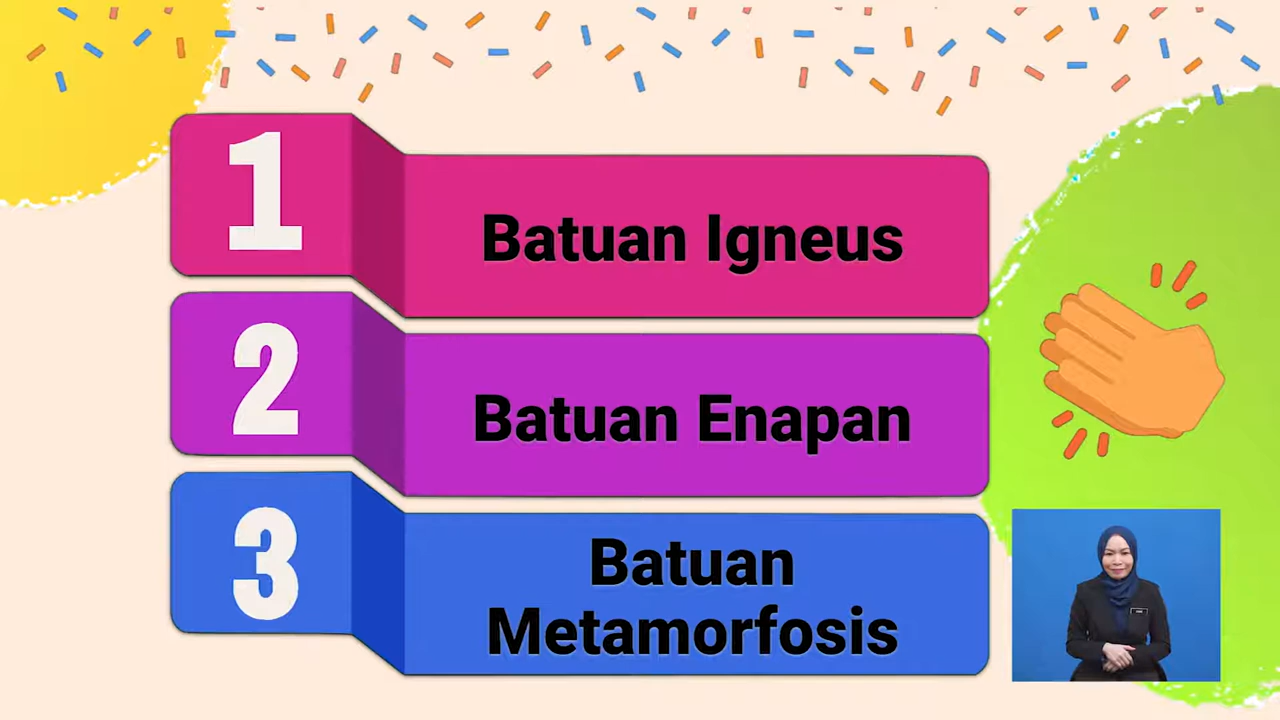 1
Batuan Igneus
2
Batuan Enapan
3
Batuan
Metamorfosis